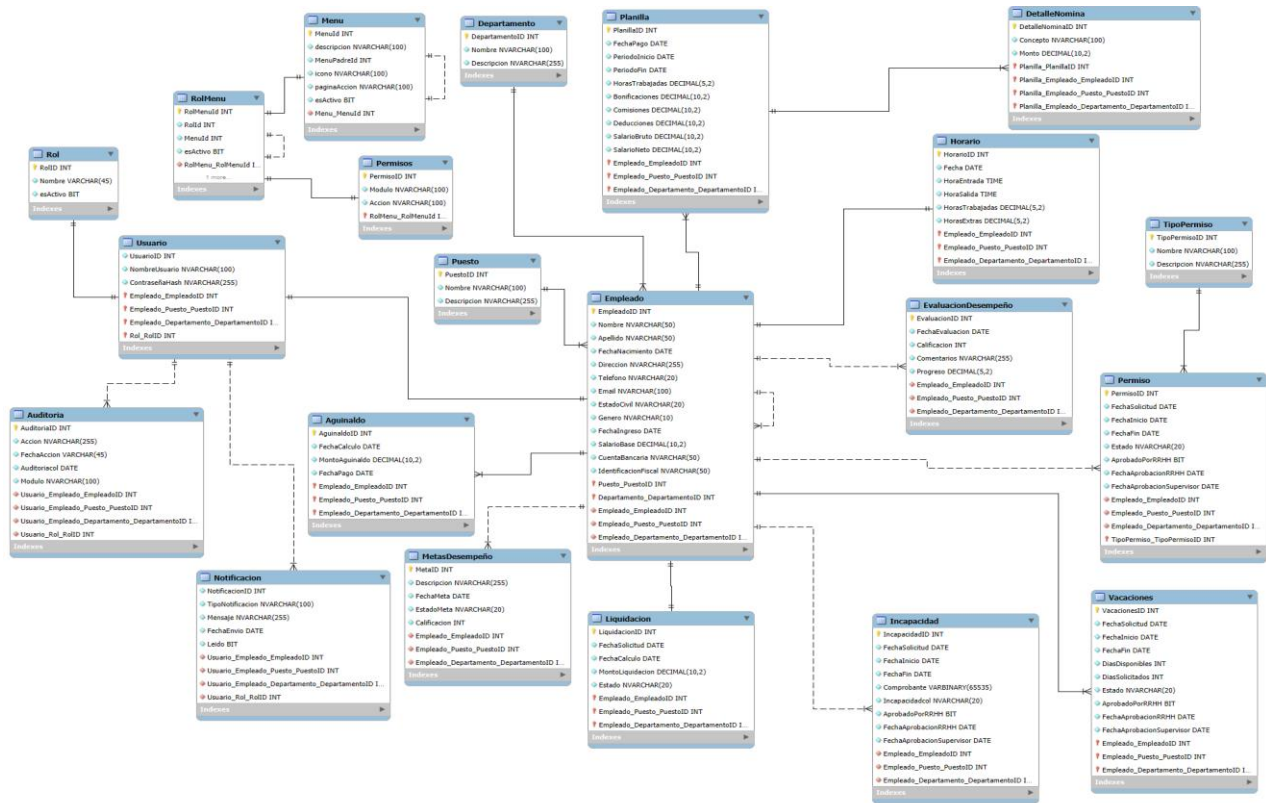 Menu
MenuId INT
descripcion NVARCHAR(100)
MenuPadreId INT
icono NVARCHAR(100)
paginaAccion NVARCHAR(100)
esActivo BIT
Menu_MenuId INT
Indexes
Departamento
DepartamentoID INT
Nombre NVARCHAR(100)
Descripcion NVARCHAR(255)
Indexes
Planilla
PlanillaID INT
FechaPago DATE
PeriodoInicio DATE
PeriodoFin DATE
HorasTrabajadas DECIMAL(5,2)
Bonificaciones DECIMAL(10,2)
Comisiones DECIMAL(10,2)
Deducciones DECIMAL(10,2)
SalarioBruto DECIMAL(10,2)
SalarioNeto DECIMAL(10,2)
Empleado_EmpleadoID INT
Empleado_Puesto_PuestoID INT
Empleado_Departamento_DepartamentoID I...
Indexes
DetalleNomina
DetalleNominaID INT
Concepto NVARCHAR(100)
Monto DECIMAL(10,2)
Planilla_PlanillaID INT
Planilla_Empleado_EmpleadoID INT
Planilla_Empleado_Puesto_PuestoID INT
Planilla_Empleado_Departamento_DepartamentoID I...
Indexes
RolMenu
RolMenuId INT
RolId INT
MenuId INT
esActivo BIT
RolMenu_RolMenuId I...
1 more...
Indexes
Rol
RolID INT
Nombre VARCHAR(45)
esActivo BIT
Indexes
Permisos
PermisoID INT
Modulo NVARCHAR(100)
Accion NVARCHAR(100)
RolMenu_RolMenuId I...
Indexes
Horario
HorarioID INT
Fecha DATE
HoraEntrada TIME
HoraSalida TIME
HorasTrabajadas DECIMAL(5,2)
HorasExtras DECIMAL(5,2)
Empleado_EmpleadoID INT
Empleado_Puesto_PuestoID INT
Empleado_Departamento_DepartamentoID I...
Indexes
TipoPermiso
TipoPermisoID INT
Nombre NVARCHAR(100)
Descripcion NVARCHAR(255)
Indexes
Usuario
UsuarioID INT
NombreUsuario NVARCHAR(100)
ContraseñaHash NVARCHAR(255)
Empleado_EmpleadoID INT
Empleado_Puesto_PuestoID INT
Empleado_Departamento_DepartamentoID I...
Rol_RolID INT
Indexes
Puesto
PuestoID INT
Nombre NVARCHAR(100)
Descripcion NVARCHAR(255)
Indexes
Empleado
EmpleadoID INT
Nombre NVARCHAR(50)
Apellido NVARCHAR(50)
FechaNacimiento DATE
Direccion NVARCHAR(255)
Telefono NVARCHAR(20)
Email NVARCHAR(100)
EstadoCivil NVARCHAR(20)
Genero NVARCHAR(10)
FechaIngreso DATE
SalarioBase DECIMAL(10,2)
CuentaBancaria NVARCHAR(50)
IdentificacionFiscal NVARCHAR(50)
Puesto_PuestoID INT
Departamento_DepartamentoID INT
Empleado_EmpleadoID INT
Empleado_Puesto_PuestoID INT
Empleado_Departamento_DepartamentoID I...
Indexes
EvaluacionDesempeño
EvaluacionID INT
FechaEvaluacion DATE
Calificacion INT
Comentarios NVARCHAR(255)
Progreso DECIMAL(5,2)
Empleado_EmpleadoID INT
Empleado_Puesto_PuestoID INT
Empleado_Departamento_DepartamentoID I...
Indexes
Permiso
PermisoID INT
FechaSolicitud DATE
FechaInicio DATE
FechaFin DATE
Estado NVARCHAR(20)
AprobadoPorRRHH BIT
FechaAprobacionRRHH DATE
FechaAprobacionSupervisor DATE
Empleado_EmpleadoID INT
Empleado_Puesto_PuestoID INT
Empleado_Departamento_DepartamentoID I...
TipoPermiso_TipoPermisoID INT
Indexes
Auditoria
AuditoriaID INT
Accion NVARCHAR(255)
FechaAccion VARCHAR(45)
Auditoriacol DATE
Modulo NVARCHAR(100)
Usuario_Empleado_EmpleadoID INT
Usuario_Empleado_Puesto_PuestoID INT
Usuario_Empleado_Departamento_DepartamentoID I...
Usuario_Rol_RolID INT
Indexes
Aguinaldo
AguinaldoID INT
FechaCalculo DATE
MontoAguinaldo DECIMAL(10,2)
FechaPago DATE
Empleado_EmpleadoID INT
Empleado_Puesto_PuestoID INT
Empleado_Departamento_DepartamentoID I...
Indexes
MetasDesempeño
MetaID INT
Descripcion NVARCHAR(255)
FechaMeta DATE
EstadoMeta NVARCHAR(20)
Calificacion INT
Empleado_EmpleadoID INT
Empleado_Puesto_PuestoID INT
Empleado_Departamento_DepartamentoID I...
Indexes
Notificacion
NotificacionID INT
TipoNotificacion NVARCHAR(100)
Mensaje NVARCHAR(255)
FechaEnvio DATE
Leido BIT
Usuario_Empleado_EmpleadoID INT
Usuario_Empleado_Puesto_PuestoID INT
Usuario_Empleado_Departamento_DepartamentoID I...
Usuario_Rol_RolID INT
Indexes
Liquidacion
LiquidacionID INT
FechaSolicitud DATE
FechaCalculo DATE
MontoLiquidacion DECIMAL(10,2)
Estado NVARCHAR(20)
Empleado_EmpleadoID INT
Empleado_Puesto_PuestoID INT
Empleado_Departamento_DepartamentoID I...
Indexes
Incapacidad
IncapacidadID INT
FechaSolicitud DATE
FechaInicio DATE
FechaFin DATE
Comprobante VARBINARY(65535)
Incapacidadcol NVARCHAR(20)
AprobadoPorRRHH BIT
FechaAprobacionRRHH DATE
FechaAprobacionSupervisor DATE
Empleado_EmpleadoID INT
Empleado_Puesto_PuestoID INT
Empleado_Departamento_DepartamentoID I...
Indexes
Vacaciones
VacacionesID INT
FechaSolicitud DATE
FechaInicio DATE
FechaFin DATE
DiasDisponibles INT
DiasSolicitados INT
Estado NVARCHAR(20)
AprobadoPorRRHH BIT
FechaAprobacionRRHH DATE
FechaAprobacionSupervisor DATE
Empleado_EmpleadoID INT
Empleado_Puesto_PuestoID INT
Empleado_Departamento_DepartamentoID I...
Indexes